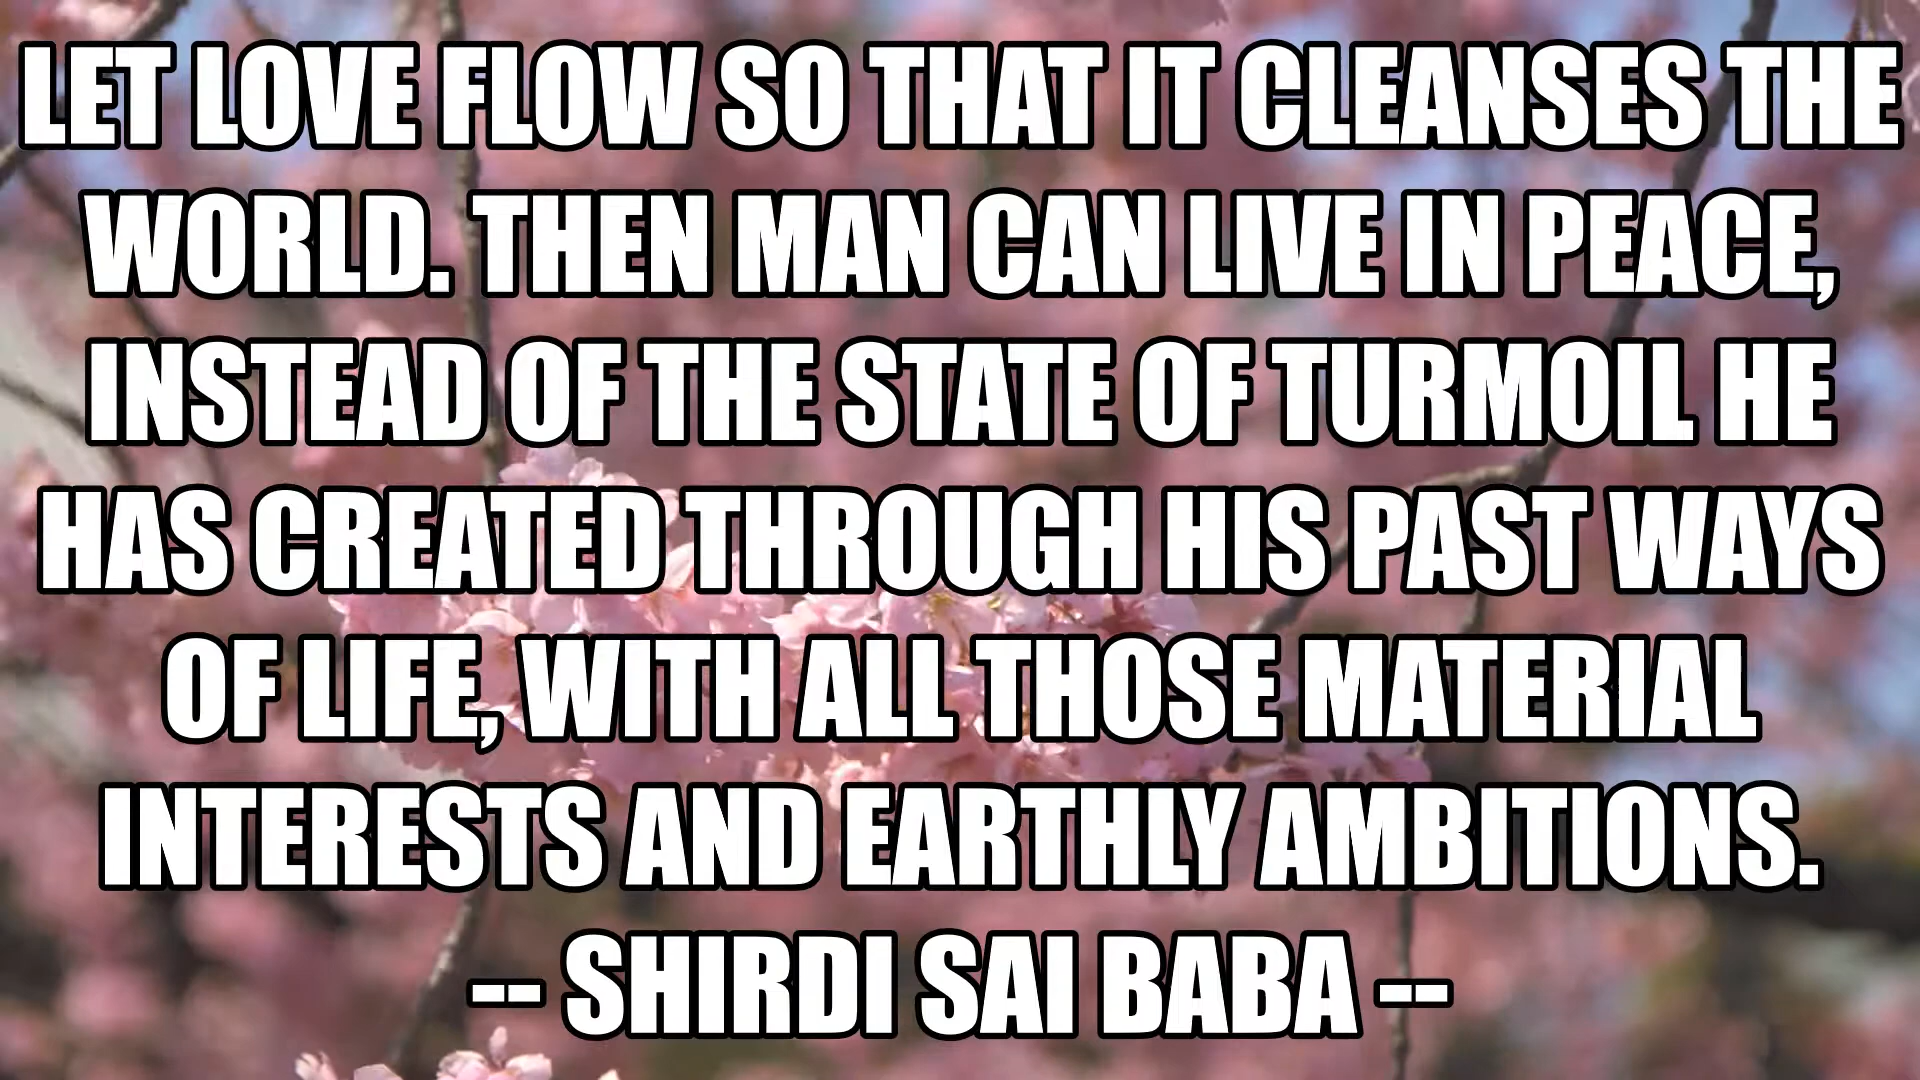 LET LOVE FLOW SO THAT IT CLEANSES THE
WORLD. THEN MAN CAN LIVE IN PEACE,
INSTEAD OF THE STATE OF TURMOIL HE
HAS CREATED THROUGH HIS PAST WAYS
OF LIFE, WITH ALL THOSE MATERIAL
INTERESTS AND EARTHLY AMBITIONS.
-- SHIRDI SAI BABA --